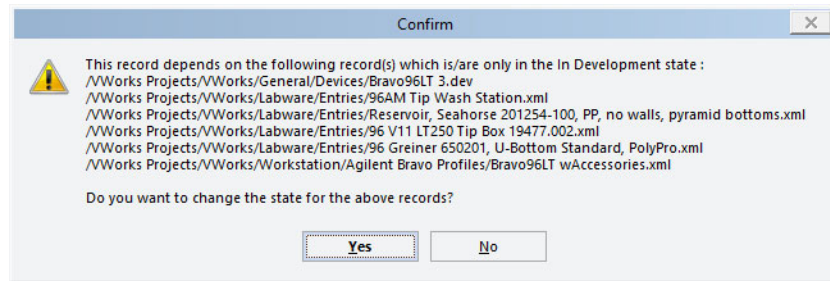 Confirm
This record depends on the following record(s) which is/are only in the In Development state :
/VWorks Projects/VWorks/General/Devices/Bravo96LT 3.dev
/VWorks Projects/VWorks/Labware/Entries/96AM Tip Wash Station.xml
/VWorks Projects/VWorks/Labware/Entries/Reservoir, Seahorse 201254-100, PP, no walls, pyramid bottoms.xml
/VWorks Projects/VWorks/Labware/Entries/96 V11 LT250 Tip Box 19477.002.xml
/VWorks Projects/VWorks/Labware/Entries/96 Greiner 650201, U-Bottom Standard, PolyPro.xml
/VWorks Projects/VWorks/Workstation/Agilent Bravo Profiles/Bravo96LT wAccessories.xml
Do you want to change the state for the above records?
Yes No